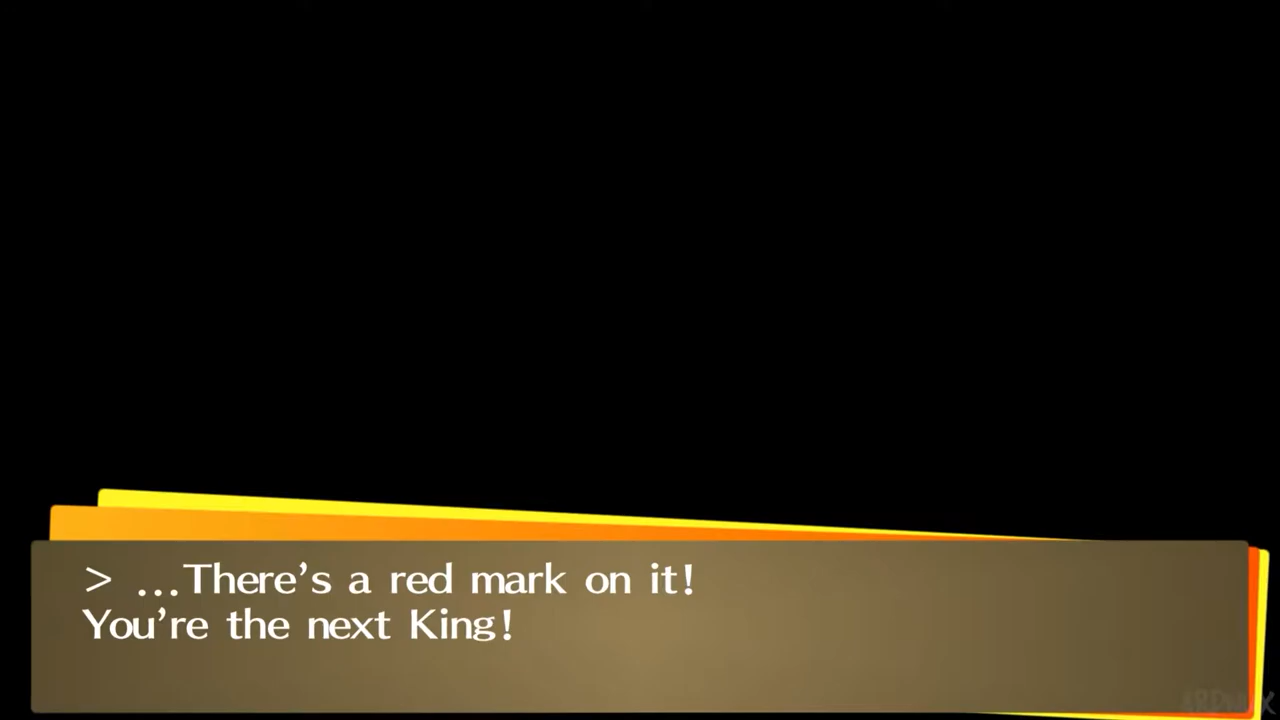 > …There’s a red mark on it!
You’re the next King!